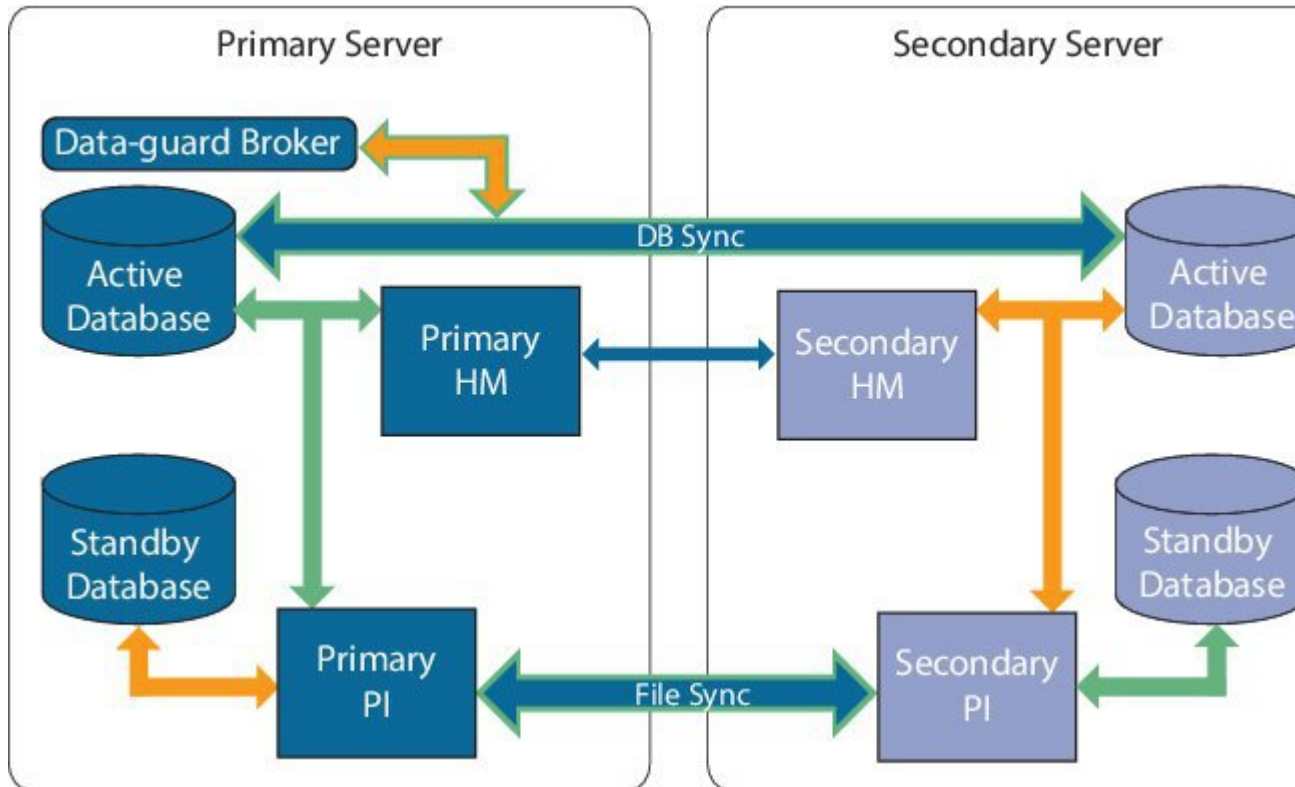 Primary Server
Secondary Server
Data-guard Broker
DB Sync
Active
Database
Active
Database
Primary
HM
Secondary
HM
Standby
Database
Standby
Database
Primary
PI
File Sync
Secondary
PI